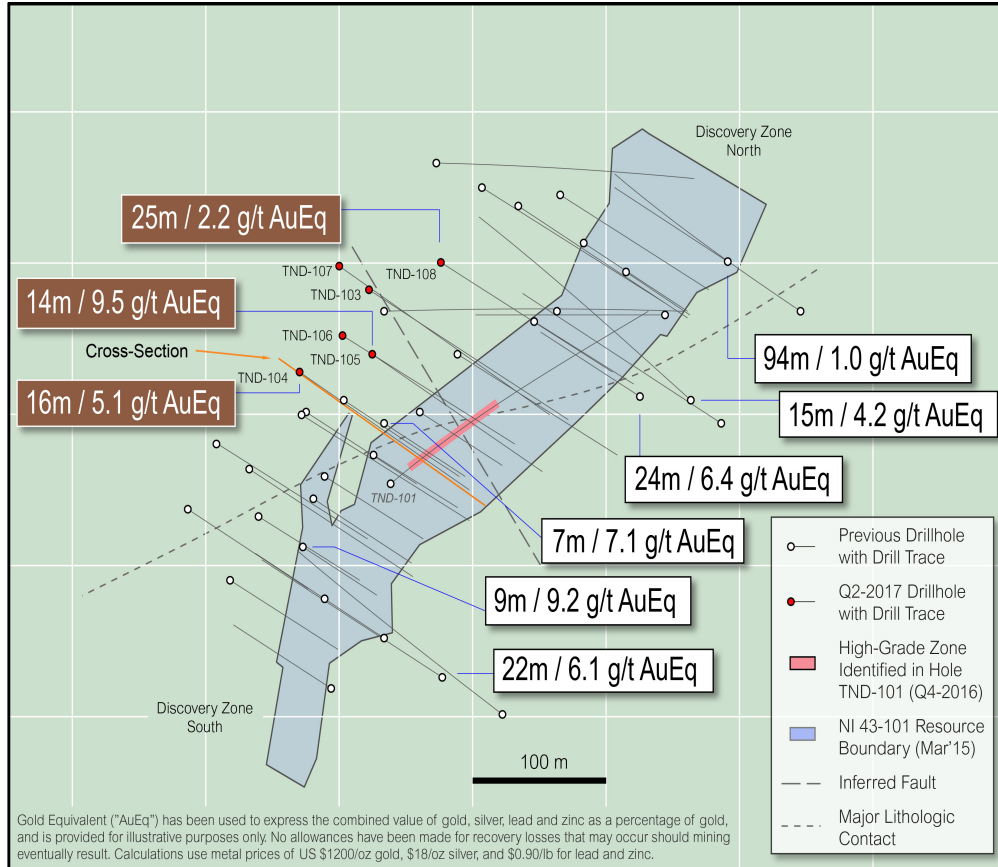 Discovery Zone
North
25m / 2.2 g/t AuEq
TND-107
TND-108
TND-103
14m / 9.5 g/t AuEq
TND-106
Cross-Section
TND-105
TND-104
94m / 1.0 g/t AuEq
16m / 5.1 g/t AuEq
15m / 4.2 g/t AuEq
TND-101
24m / 6.4 g/t AuEq
7m / 7.1 g/t AuEq
9m / 9.2 g/t AuEq
22m / 6.1 g/t AuEq
Discovery Zone
South
100 m
Previous Drillhole
with Drill Trace
Q2-2017 Drillhole
with Drill Trace
High-Grade Zone
Identified in Hole
TND-101 (Q4-2016)
NI 43-101 Resource
Boundary (Mar'15)
Inferred Fault
Major Lithologic
Contact
Gold Equivalent ("AuEq") has been used to express the combined value of gold, silver, lead and zinc as a percentage of gold,
and is provided for illustrative purposes only. No allowances have been made for recovery losses that may occur should mining
eventually result. Calculations use metal prices of US $1200/oz gold, $18/oz silver, and $0.90/lb for lead and zinc.